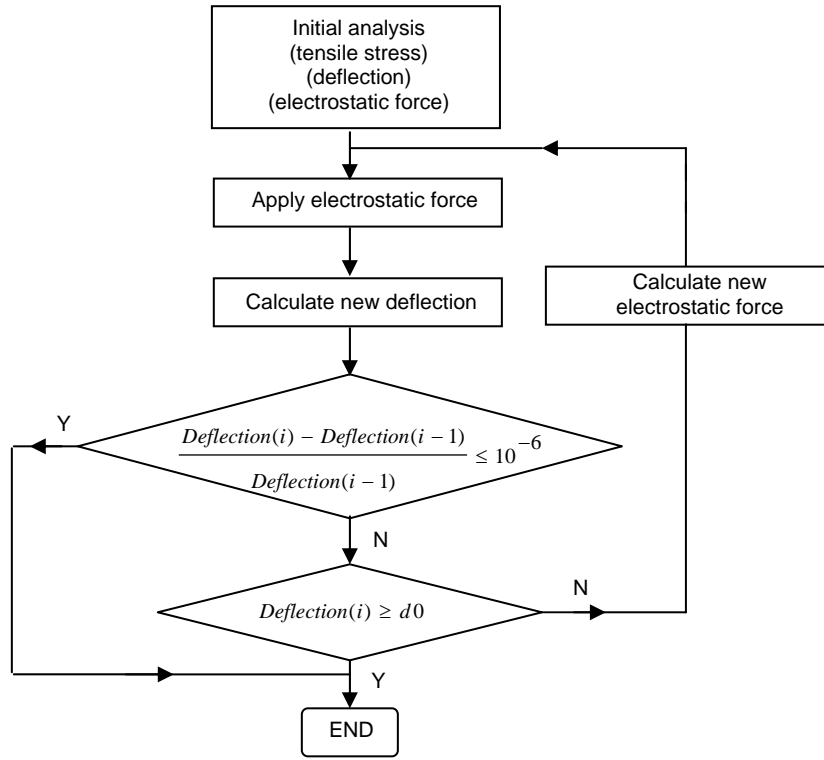 Initial analysis
(tensile stress)
(deflection)
(electrostatic force)
Apply electrostatic force
Calculate new deflection
Calculate new
electrostatic force
Y
Deflection(i) − Deflection(i − 1)
Deflection(i − 1)
≤ 10^-6
N
Deflection(i) ≥ d0
N
Y
END